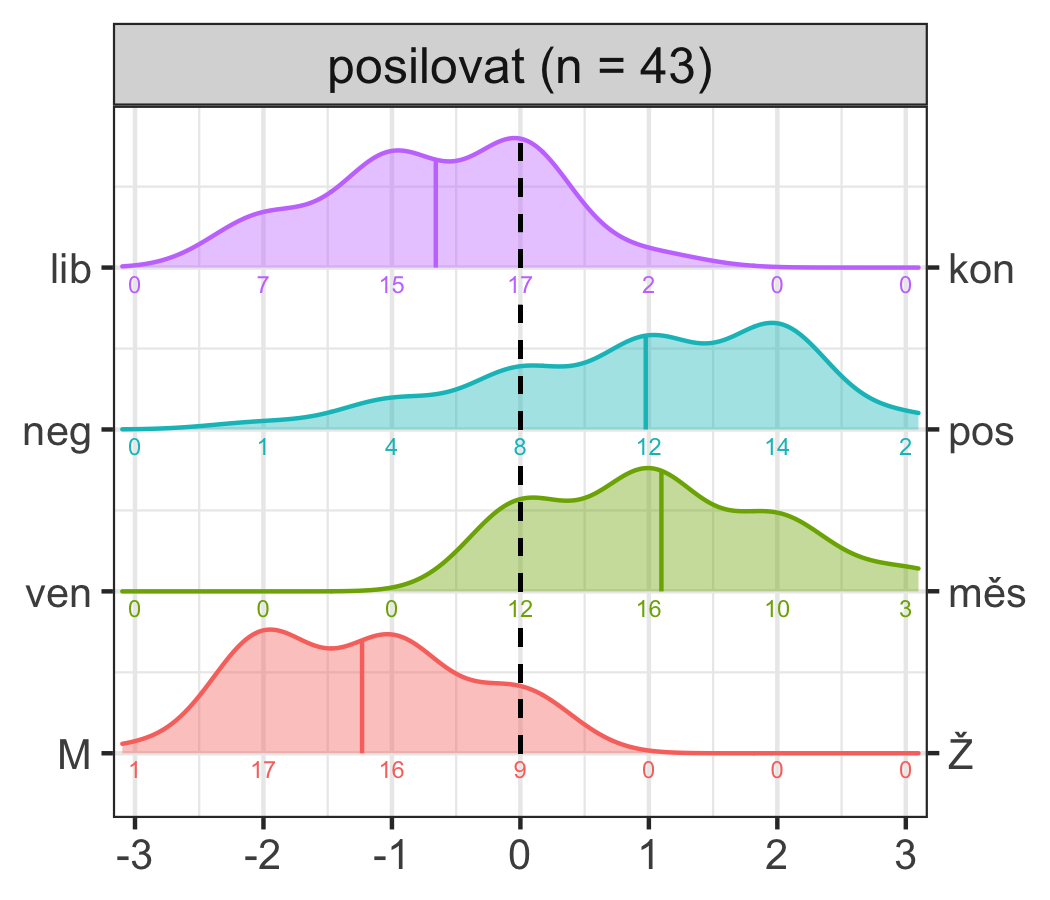 posilovat (n = 43)
lib kon
0 7 15 17 2 0 0
neg pos
0 1 4 8 12 14 2
ven měs
0 0 0 12 16 10 3
M Ž
1 17 16 9 0 0 0
-3 -2 -1 0 1 2 3